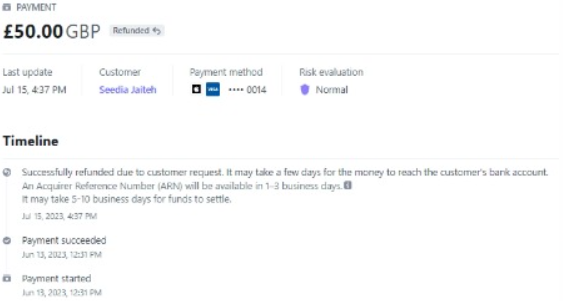 PAYMENT
£50.00 GBP Refunded
Last update Customer Payment method Risk evaluation
Jul 15, 4:37 PM Seedia Jaiteh VISA •••• 0014 Normal
Timeline
Successfully refunded due to customer request. It may take a few days for the money to reach the customer's bank account.
An Acquirer Reference Number (ARN) will be available in 1-3 business days.
It may take 5-10 business days for funds to settle.
Jul 15, 2023, 4:37 PM
Payment succeeded
Jun 13, 2023, 12:31 PM
Payment started
Jun 13, 2023, 12:31 PM